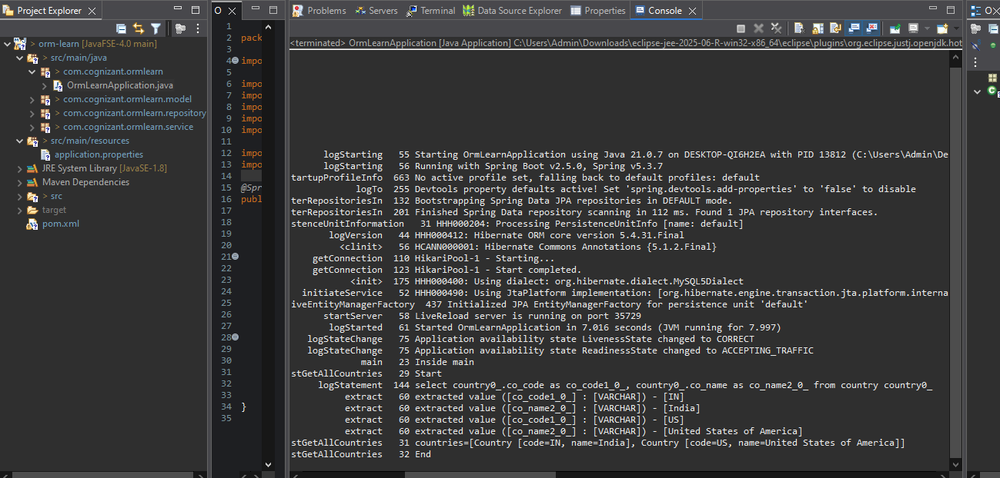 Project Explorer
orm-learn [JavaFSE-4.0 main]
src/main/java
com.cognizant.ormlearn
OrmLearnApplication.java
com.cognizant.ormlearn.model
com.cognizant.ormlearn.repository
com.cognizant.ormlearn.service
src/main/resources
application.properties
JRE System Library [JavaSE-1.8]
Maven Dependencies
src
target
pom.xml
O
1
2 pack
3
4 impo
5
6 impo
7 impo
8 impo
9 impo
10 impo
11
12 impo
13 impo
14
15 @Spr
16 publ
17
18
19
20
21
22
23
24
25
26
27
28
29
30
31
32
33
34 }
35
Problems Servers Terminal Data Source Explorer Properties Console
<terminated> OrmLearnApplication [Java Application] C:\Users\Admin\Downloads\eclipse-jee-2025-06-R-win32-x86_64\eclipse\plugins\org.eclipse.justj.openjdk.hot
logStarting 55 Starting OrmLearnApplication using Java 21.0.7 on DESKTOP-QI6H2EA with PID 13812 (C:\Users\Admin\De
logStarting 56 Running with Spring Boot v2.5.0, Spring v5.3.7
tartupProfileInfo 663 No active profile set, falling back to default profiles: default
logTo 255 Devtools property defaults active! Set 'spring.devtools.add-properties' to 'false' to disable
terRepositoriesIn 132 Bootstrapping Spring Data JPA repositories in DEFAULT mode.
terRepositoriesIn 201 Finished Spring Data repository scanning in 112 ms. Found 1 JPA repository interfaces.
stenceUnitInformation 31 HHH000204: Processing PersistenceUnitInfo [name: default]
logVersion 44 HHH000412: Hibernate ORM core version 5.4.31.Final
<clinit> 56 HCANN000001: Hibernate Commons Annotations {5.1.2.Final}
getConnection 110 HikariPool-1 - Starting...
getConnection 123 HikariPool-1 - Start completed.
<init> 175 HHH000400: Using dialect: org.hibernate.dialect.MySQL5Dialect
initiateService 52 HHH000490: Using JtaPlatform implementation: [org.hibernate.engine.transaction.jta.platform.interna
iveEntityManagerFactory 437 Initialized JPA EntityManagerFactory for persistence unit 'default'
startServer 58 LiveReload server is running on port 35729
logStarted 61 Started OrmLearnApplication in 7.016 seconds (JVM running for 7.997)
logStateChange 75 Application availability state LivenessState changed to CORRECT
logStateChange 75 Application availability state ReadinessState changed to ACCEPTING_TRAFFIC
main 23 Inside main
stGetAllCountries 29 Start
logStatement 144 select country0_.co_code as co_code1_0_, country0_.co_name as co_name2_0_ from country country0_
extract 60 extracted value ([co_code1_0_] : [VARCHAR]) - [IN]
extract 60 extracted value ([co_name2_0_] : [VARCHAR]) - [India]
extract 60 extracted value ([co_code1_0_] : [VARCHAR]) - [US]
extract 60 extracted value ([co_name2_0_] : [VARCHAR]) - [United States of America]
stGetAllCountries 31 countries=[Country [code=IN, name=India], Country [code=US, name=United States of America]]
stGetAllCountries 32 End